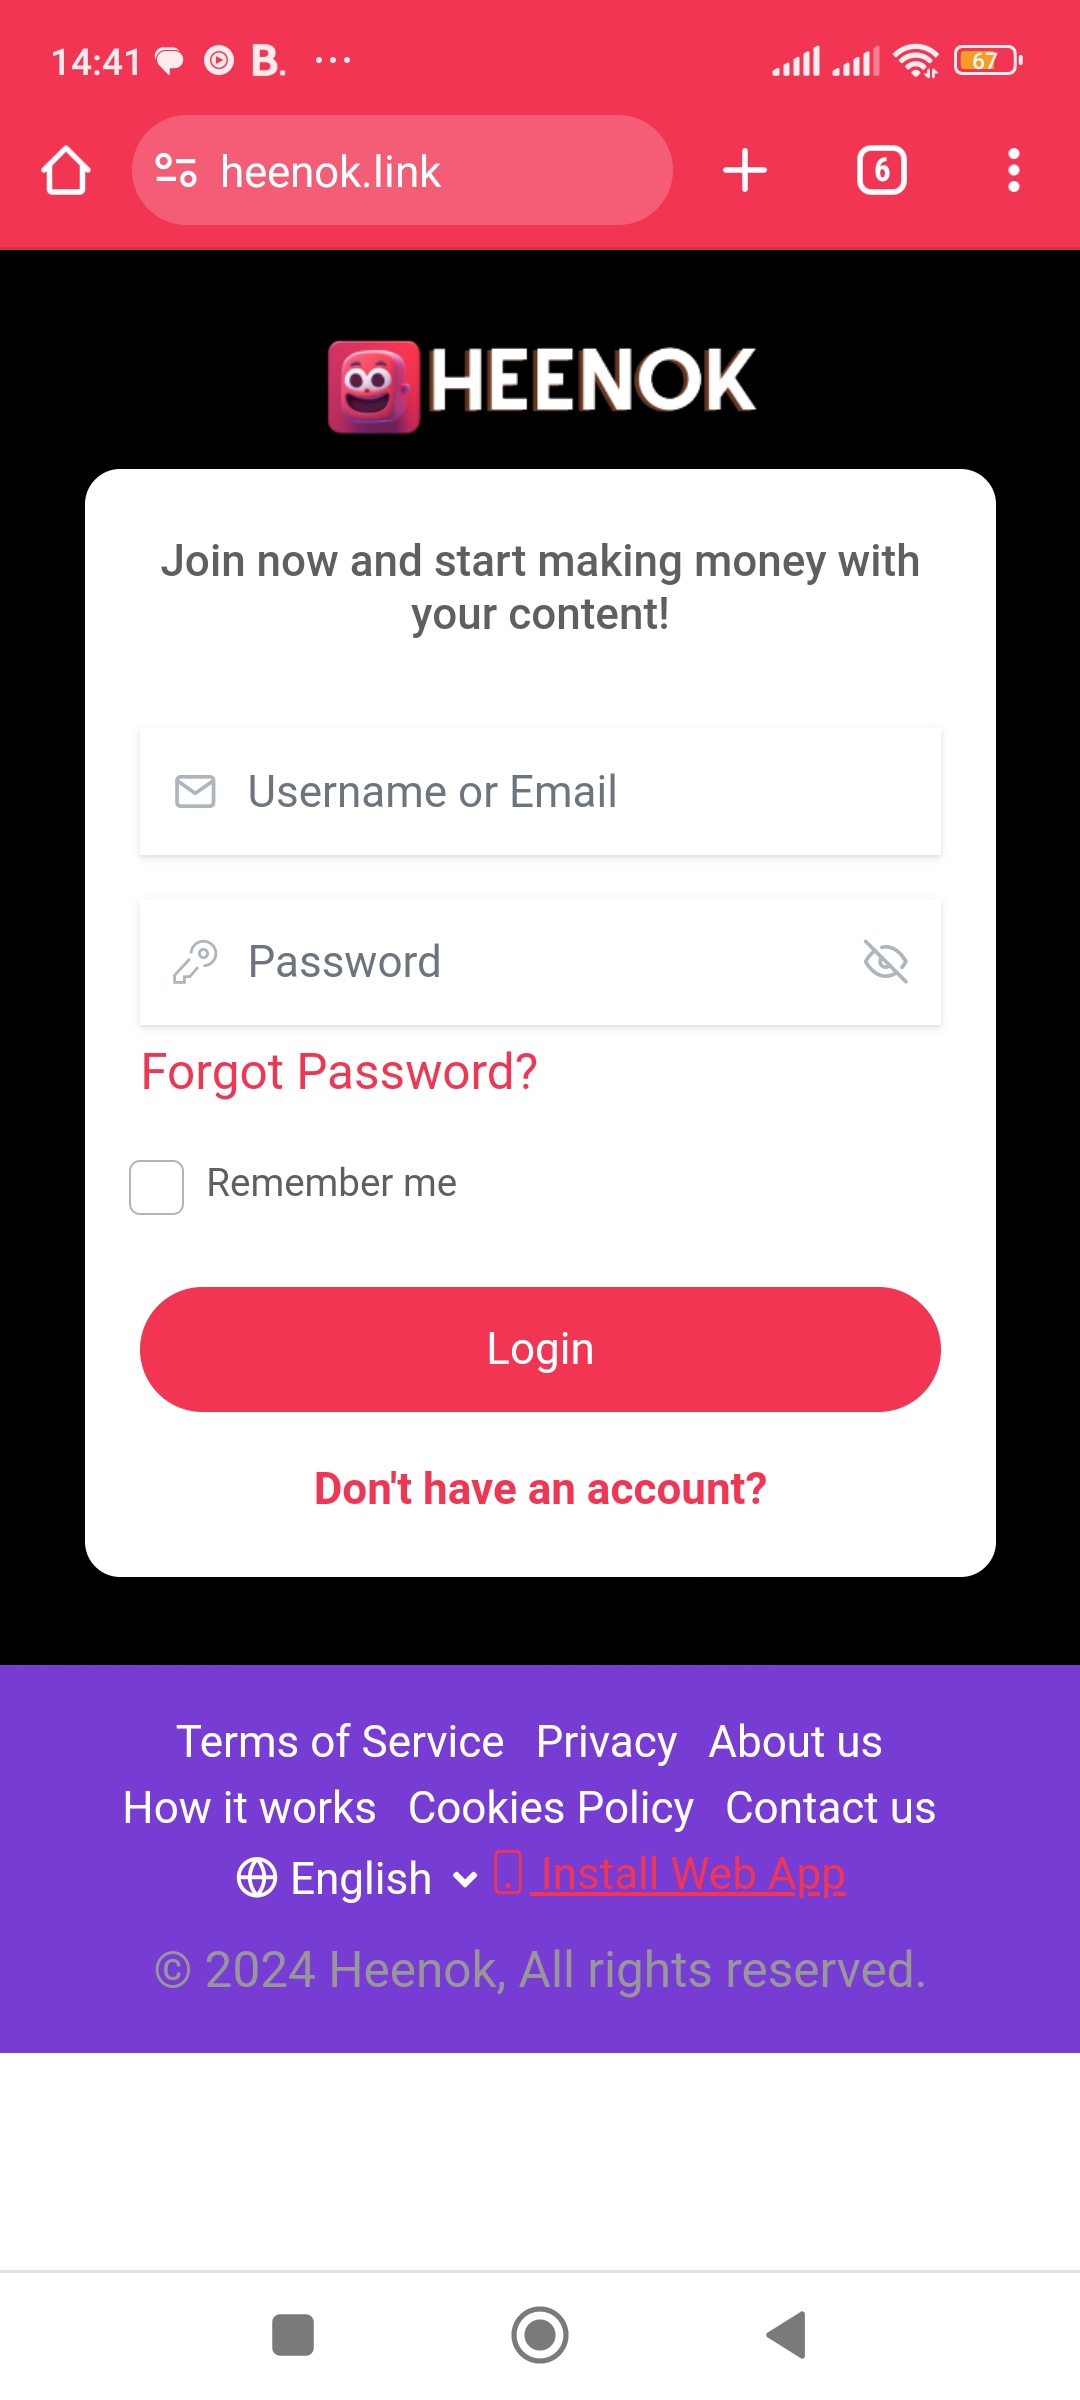 14:41 B. ...
67
heenok.link
6
HEENOK
Join now and start making money with
your content!
Username or Email
Password
Forgot Password?
Remember me
Login
Don't have an account?
Terms of Service Privacy About us
How it works Cookies Policy Contact us
English Install Web App
© 2024 Heenok, All rights reserved.